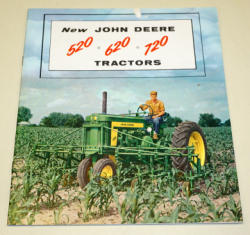 New JOHN DEERE
520 • 620 • 720
TRACTORS